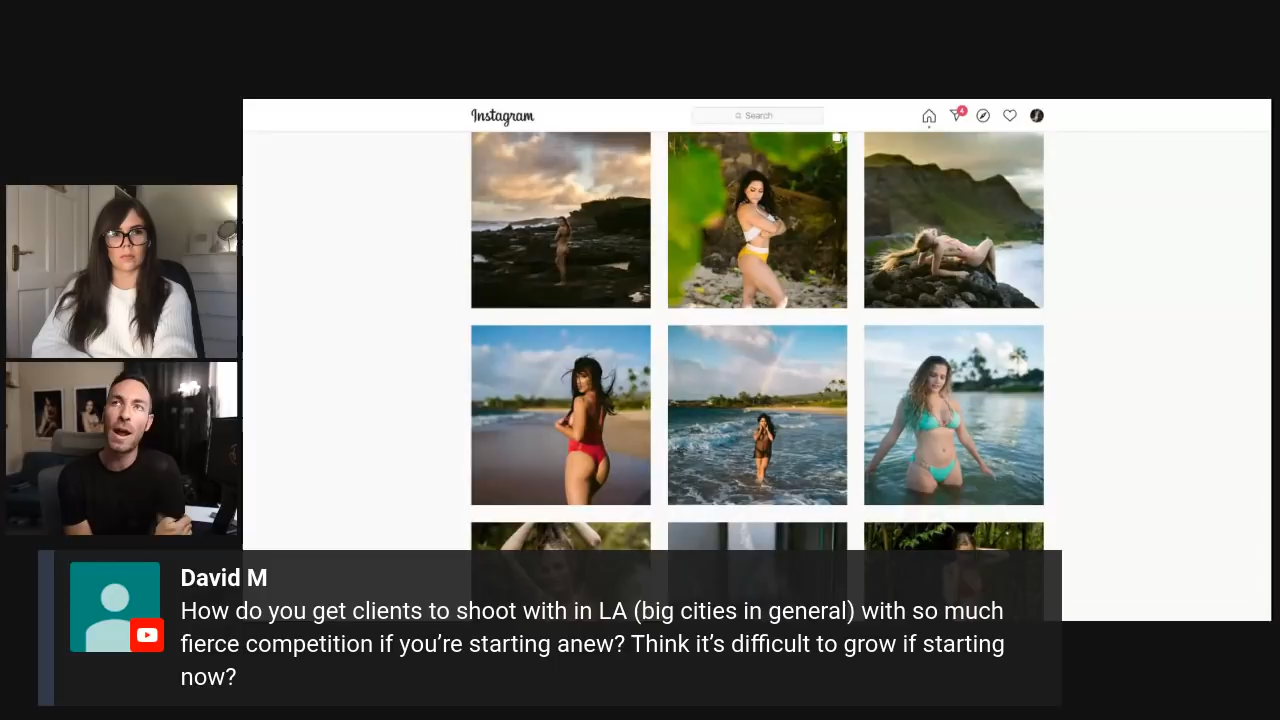 Instagram
Search
4
David M
How do you get clients to shoot with in LA (big cities in general) with so much
fierce competition if you’re starting anew? Think it’s difficult to grow if starting
now?